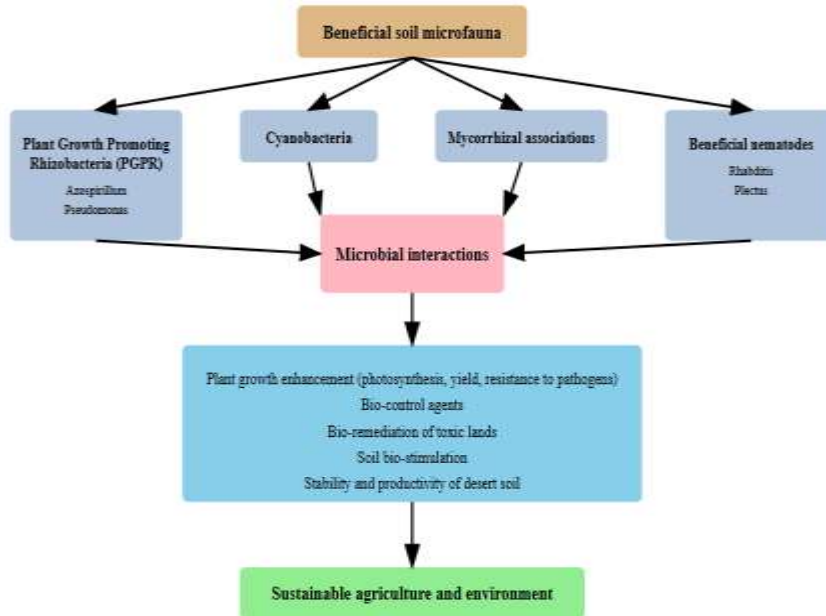 Beneficial soil microfauna
Plant Growth Promoting
Rhizobacteria (PGPR)
Azospirillum
Pseudomonas
Cyanobacteria
Mycorrhizal associations
Beneficial nematodes
Rhabditis
Plectus
Microbial interactions
Plant growth enhancement (photosynthesis, yield, resistance to pathogens)
Bio-control agents
Bio-remediation of toxic lands
Soil bio-stimulation
Stability and productivity of desert soil
Sustainable agriculture and environment